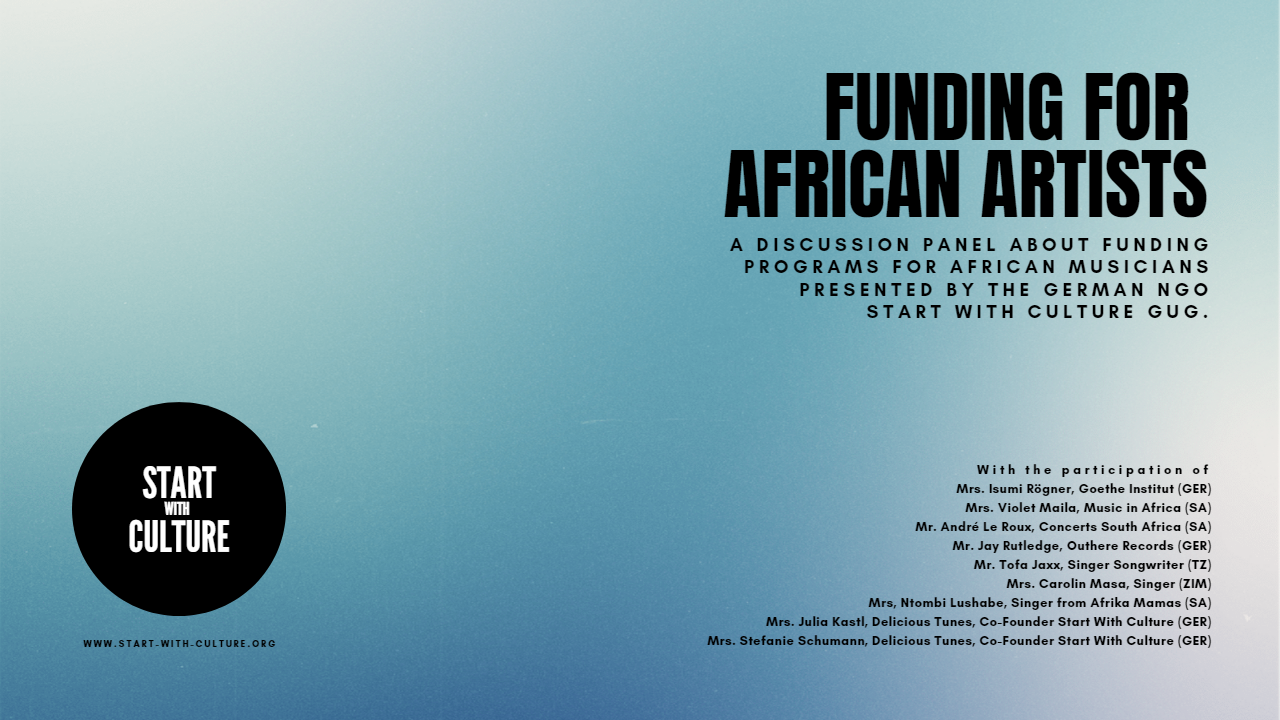 FUNDING FOR
AFRICAN ARTISTS
A DISCUSSION PANEL ABOUT FUNDING
PROGRAMS FOR AFRICAN MUSICIANS
PRESENTED BY THE GERMAN NGO
START WITH CULTURE GUG.
START
WITH
CULTURE
WWW.START-WITH-CULTURE.ORG
With the participation of
Mrs. Isumi Rögner, Goethe Institut (GER)
Mrs. Violet Maila, Music in Africa (SA)
Mr. André Le Roux, Concerts South Africa (SA)
Mr. Jay Rutledge, Outhere Records (GER)
Mr. Tofa Jaxx, Singer Songwriter (TZ)
Mrs. Carolin Masa, Singer (ZIM)
Mrs, Ntombi Lushabe, Singer from Afrika Mamas (SA)
Mrs. Julia Kastl, Delicious Tunes, Co-Founder Start With Culture (GER)
Mrs. Stefanie Schumann, Delicious Tunes, Co-Founder Start With Culture (GER)